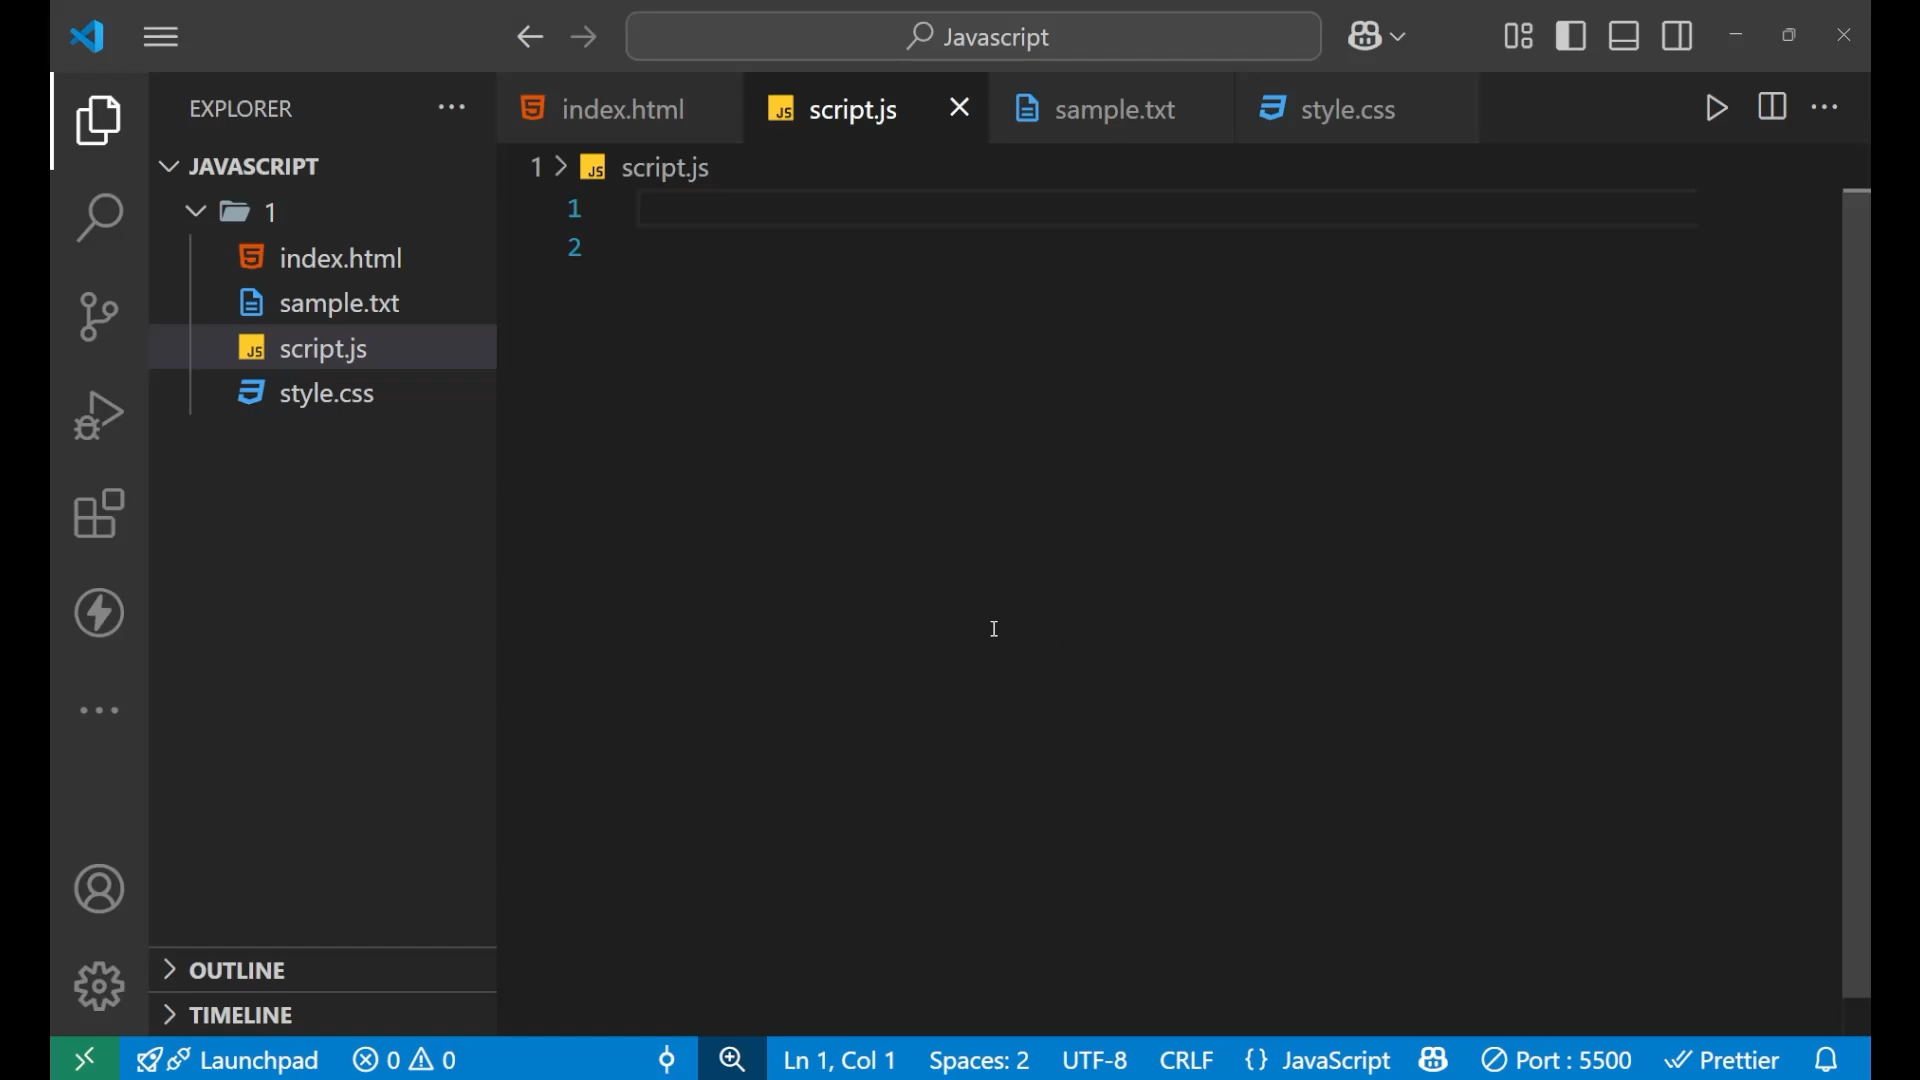 Javascript
EXPLORER
index.html
script.js
sample.txt
style.css
JAVASCRIPT
1 > script.js
1
index.html
sample.txt
script.js
style.css
1
2
OUTLINE
TIMELINE
Launchpad 0 0 Ln 1, Col 1 Spaces: 2 UTF-8 CRLF {} JavaScript Port : 5500 Prettier